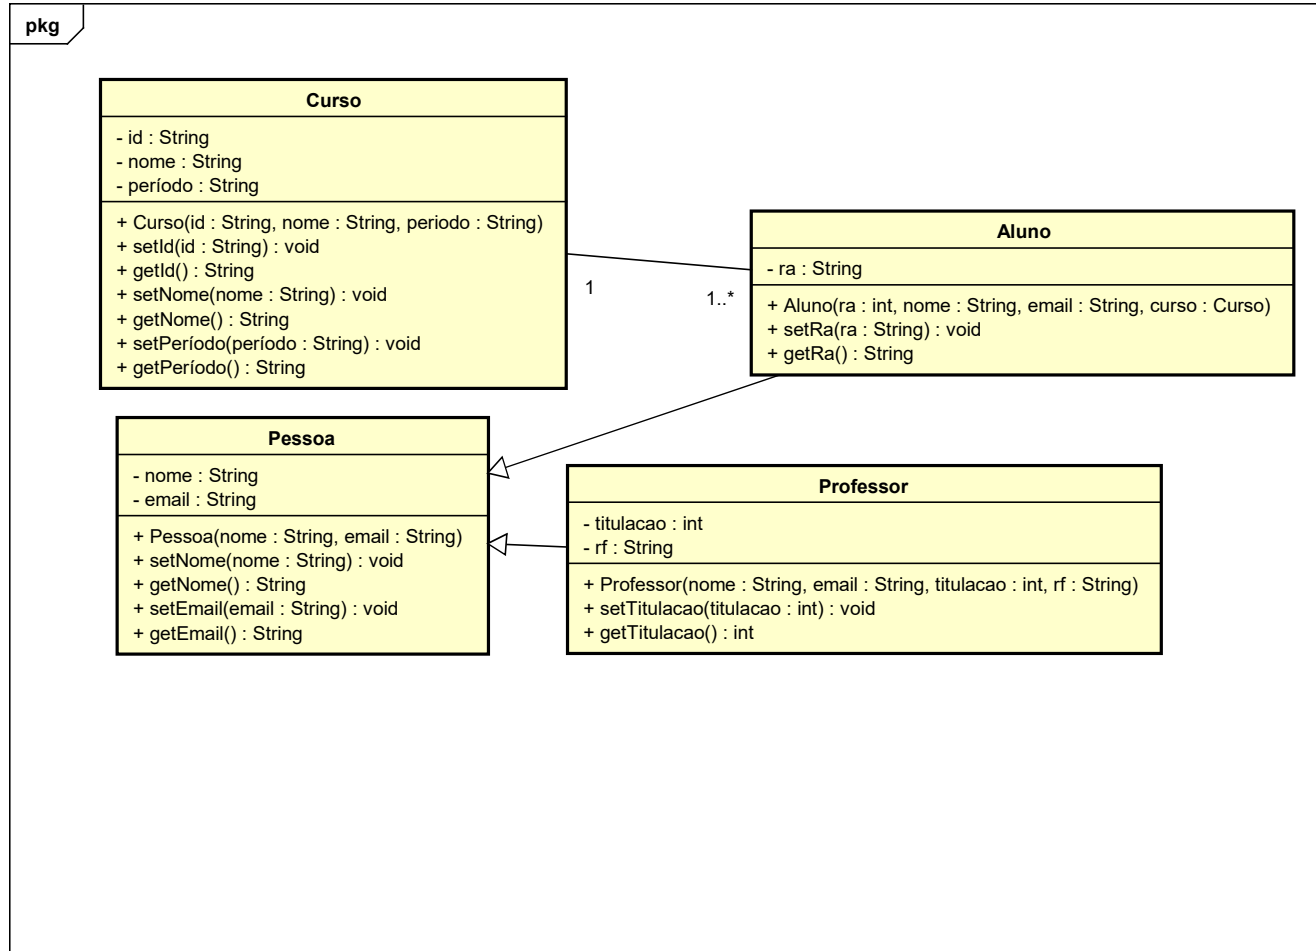 pkg
Curso
- id : String
- nome : String
- período : String
+ Curso(id : String, nome : String, periodo : String)
+ setId(id : String) : void
+ getId() : String
+ setNome(nome : String) : void
+ getNome() : String
+ setPeríodo(período : String) : void
+ getPeríodo() : String
1
1..*
Aluno
- ra : String
+ Aluno(ra : int, nome : String, email : String, curso : Curso)
+ setRa(ra : String) : void
+ getRa() : String
Pessoa
- nome : String
- email : String
+ Pessoa(nome : String, email : String)
+ setNome(nome : String) : void
+ getNome() : String
+ setEmail(email : String) : void
+ getEmail() : String
Professor
- titulacao : int
- rf : String
+ Professor(nome : String, email : String, titulacao : int, rf : String)
+ setTitulacao(titulacao : int) : void
+ getTitulacao() : int